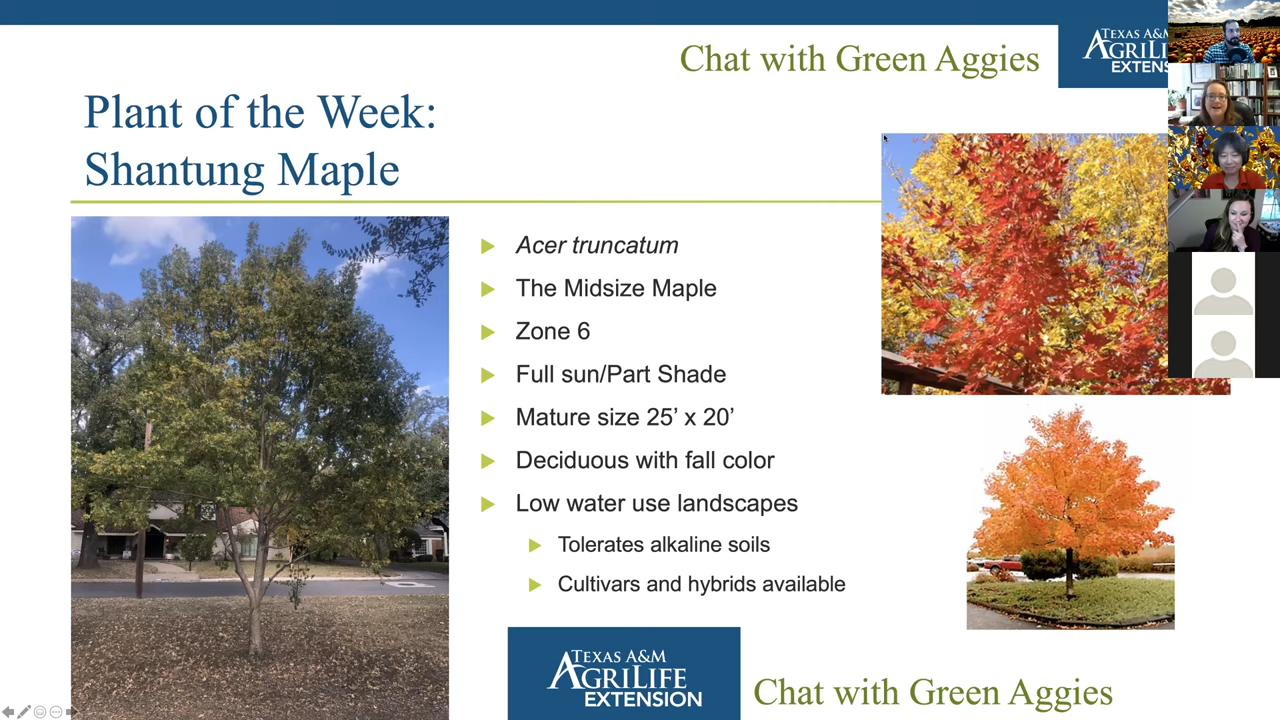 Chat with Green Aggies
TEXAS A&M
AGRILIFE
EXTENSION
Plant of the Week:
Shantung Maple
Acer truncatum
The Midsize Maple
Zone 6
Full sun/Part Shade
Mature size 25' x 20'
Deciduous with fall color
Low water use landscapes
Tolerates alkaline soils
Cultivars and hybrids available
TEXAS A&M
AGRILIFE
EXTENSION
Chat with Green Aggies